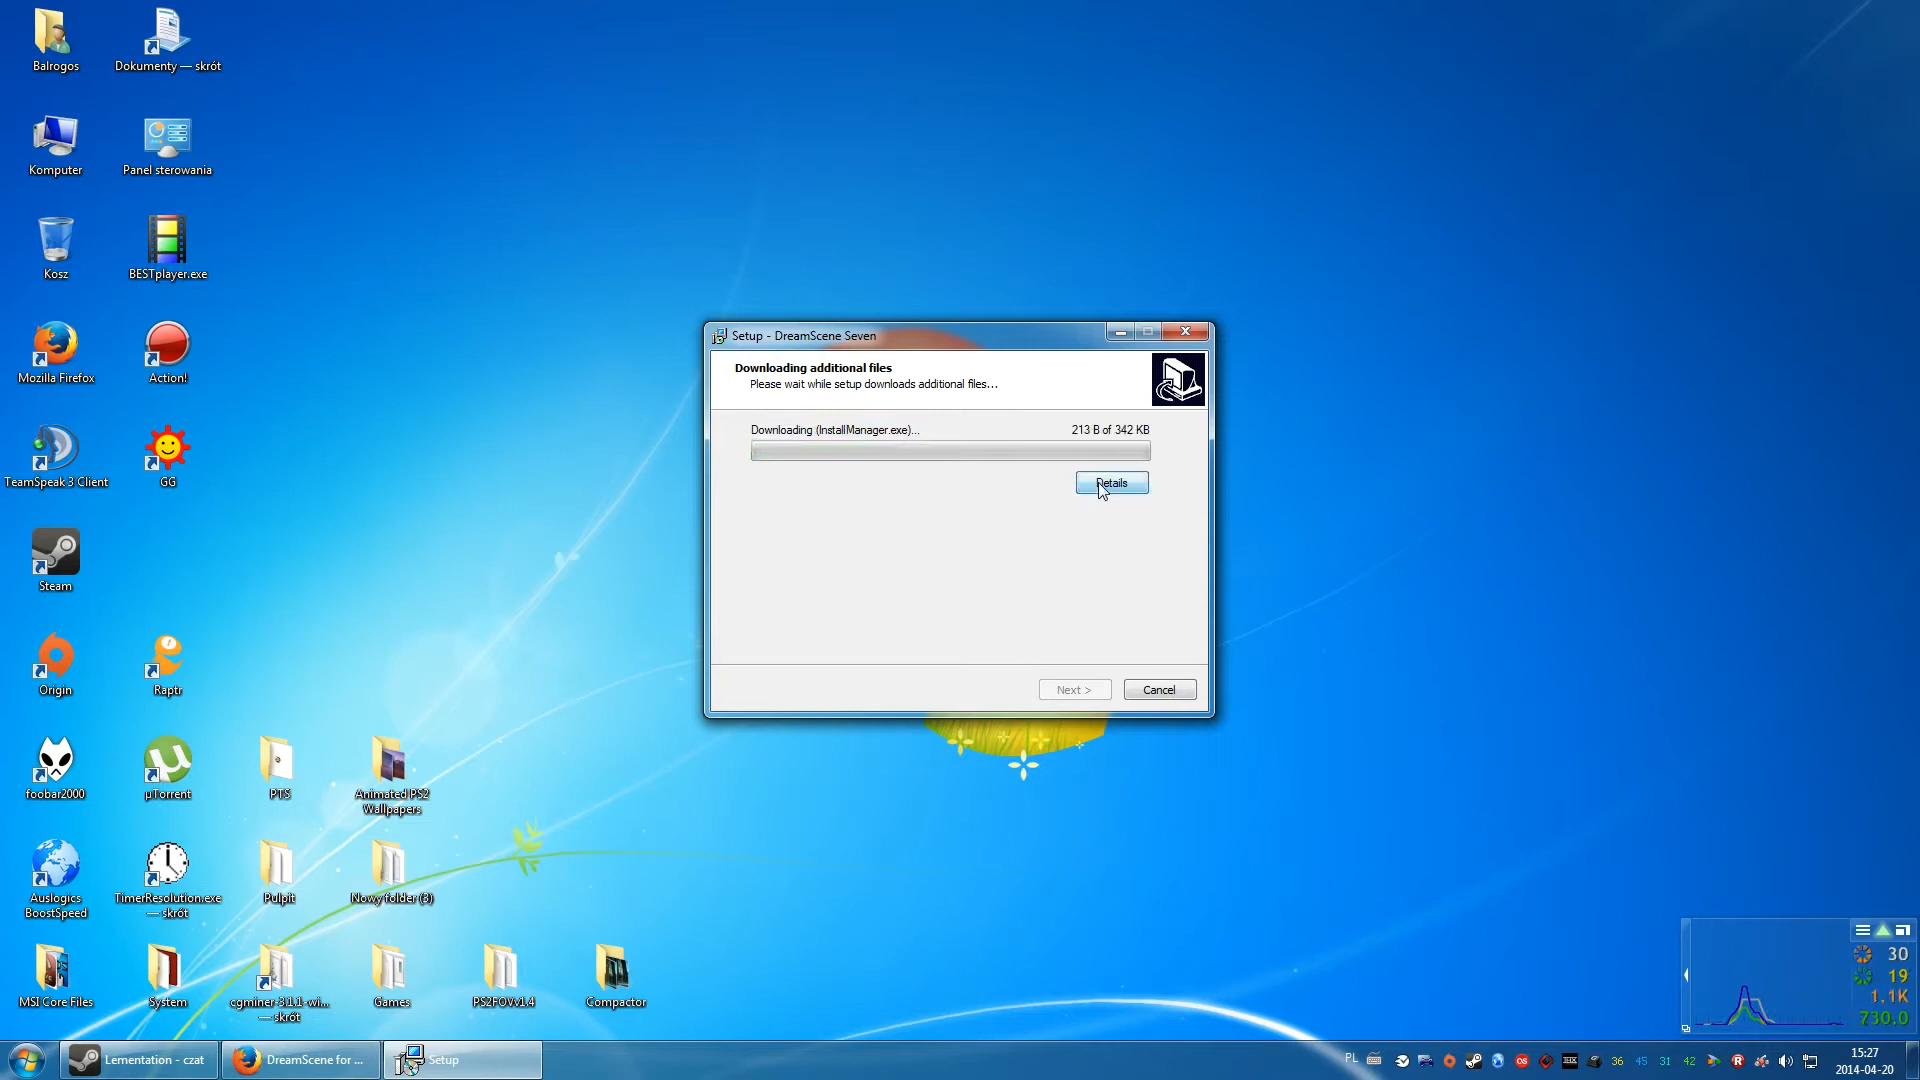 Balrogos
Dokumenty — skrót
Komputer
Panel sterowania
Kosz
BESTplayer.exe
Mozilla Firefox
Action!
TeamSpeak 3 Client
GG
Steam
Origin
Raptr
foobar2000
µTorrent
PTS
Animated PS2
Wallpapers
Auslogics
BoostSpeed
TimerResolution.exe
— skrót
Pulpit
Nowy folder (3)
MSI Core Files
System
cgminer-3.1.1-wi...
— skrót
Games
PS2FOVv1.4
Compactor
Setup - DreamScene Seven
Downloading additional files
Please wait while setup downloads additional files...
Downloading (InstallManager.exe)...
213 B of 342 KB
Details
Next >
Cancel
30
19
1.1K
730.0
Lementation - czat
DreamScene for ...
Setup
PL
36
45
31
42
15:27
2014-04-20